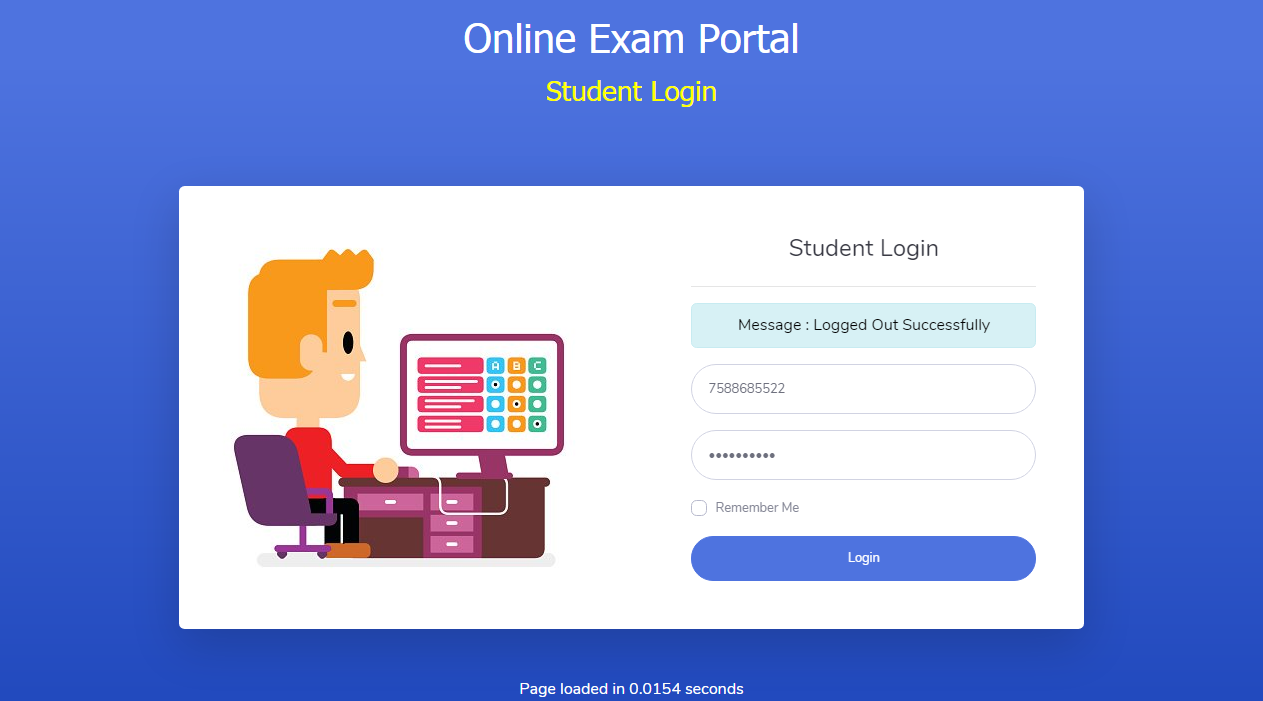 Online Exam Portal
Student Login
Student Login
Message : Logged Out Successfully
A B C
7588685522
••••••••••
Remember Me
Login
Page loaded in 0.0154 seconds